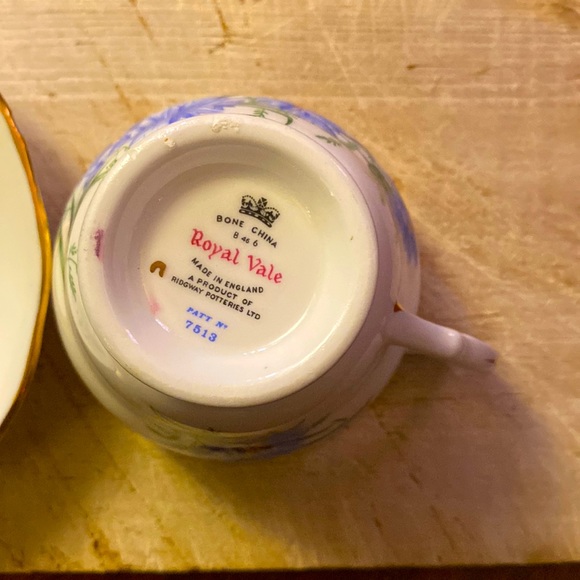 BONE CHINA
B 46 6
Royal Vale
MADE IN ENGLAND
A PRODUCT OF
RIDGWAY POTTERIES LTD
PATT Nº
7513